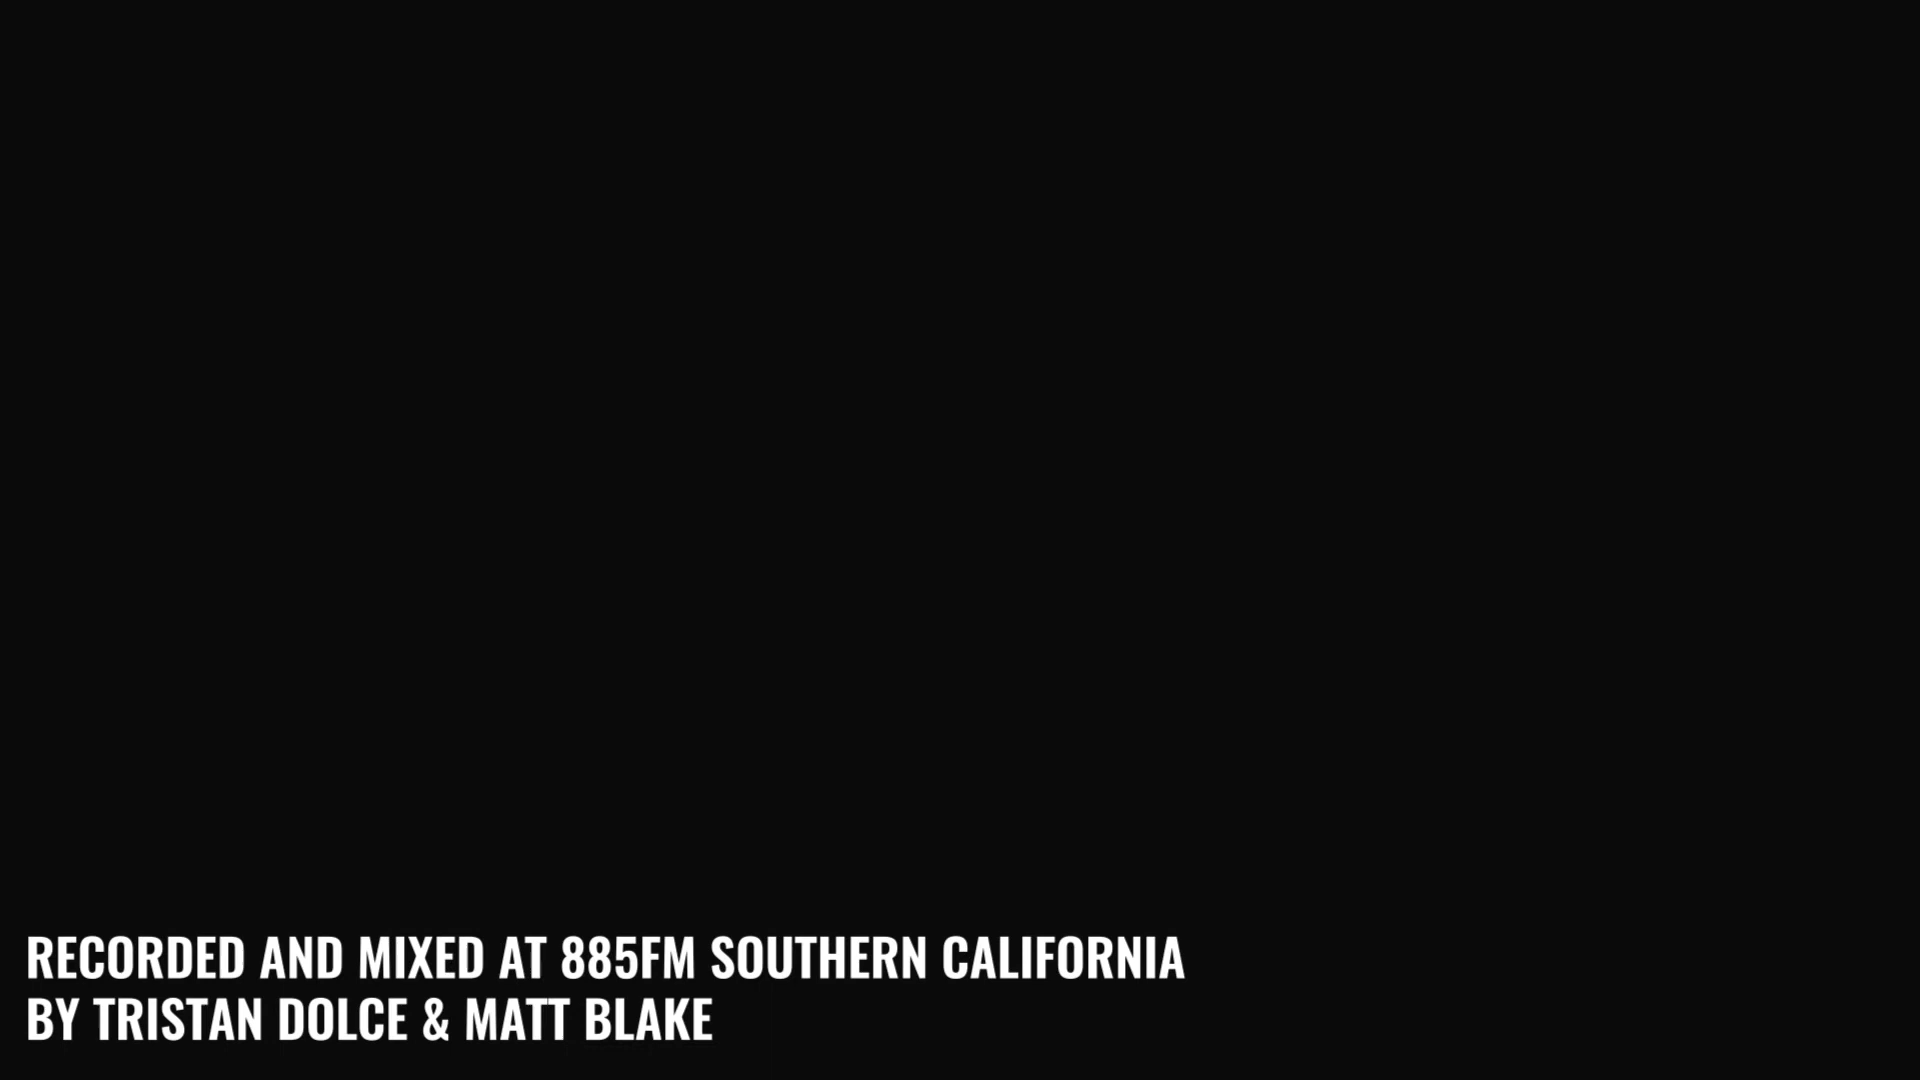 RECORDED AND MIXED AT 885FM SOUTHERN CALIFORNIA
BY TRISTAN DOLCE & MATT BLAKE